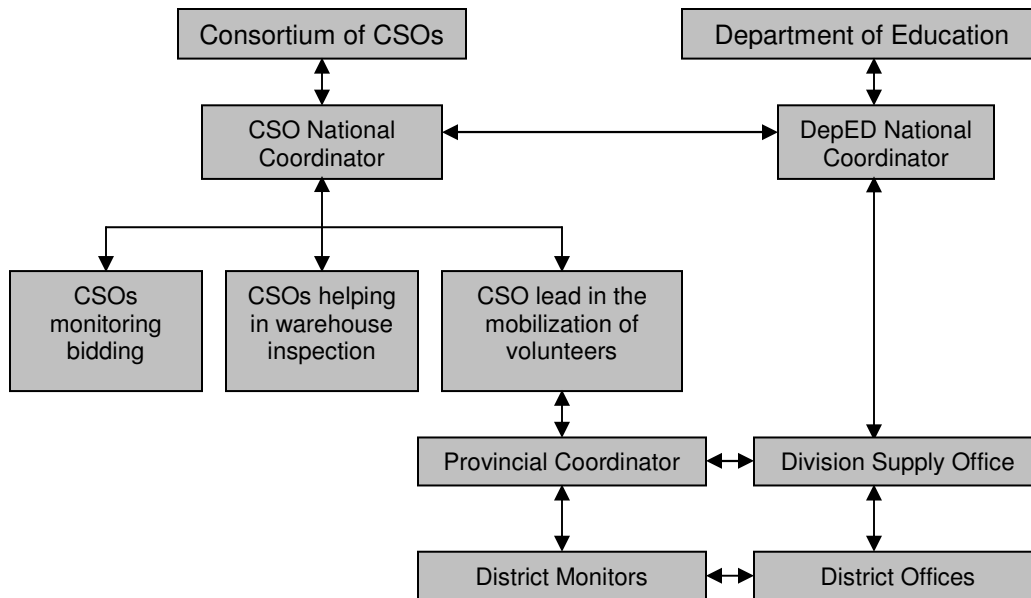 Consortium of CSOs
Department of Education
CSO National
Coordinator
DepED National
Coordinator
CSOs
monitoring
bidding
CSOs helping
in warehouse
inspection
CSO lead in the
mobilization of
volunteers
Provincial Coordinator
Division Supply Office
District Monitors
District Offices